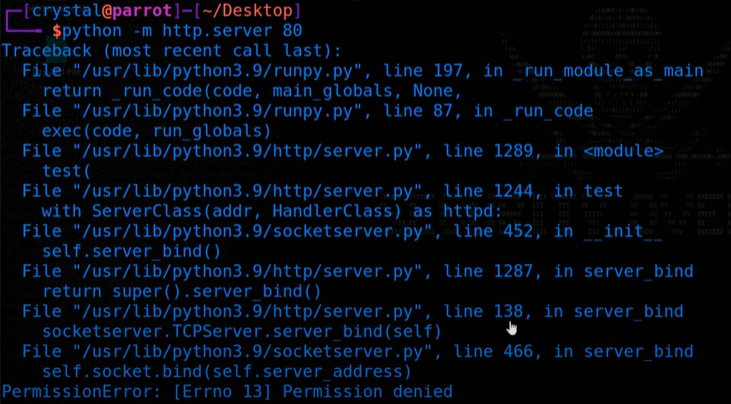 ┌─[crystal@parrot]─[~/Desktop]
└──╼ $python -m http.server 80
Traceback (most recent call last):
  File "/usr/lib/python3.9/runpy.py", line 197, in _run_module_as_main
    return _run_code(code, main_globals, None,
  File "/usr/lib/python3.9/runpy.py", line 87, in _run_code
    exec(code, run_globals)
  File "/usr/lib/python3.9/http/server.py", line 1289, in <module>
    test(
  File "/usr/lib/python3.9/http/server.py", line 1244, in test
    with ServerClass(addr, HandlerClass) as httpd:
  File "/usr/lib/python3.9/socketserver.py", line 452, in __init__
    self.server_bind()
  File "/usr/lib/python3.9/http/server.py", line 1287, in server_bind
    return super().server_bind()
  File "/usr/lib/python3.9/http/server.py", line 138, in server_bind
    socketserver.TCPServer.server_bind(self)
  File "/usr/lib/python3.9/socketserver.py", line 466, in server_bind
    self.socket.bind(self.server_address)
PermissionError: [Errno 13] Permission denied